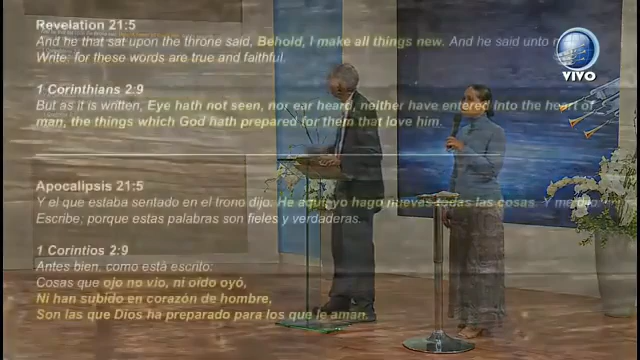 Revelation 21:5
And he that sat upon the throne said, Behold, I make all things new. And he said unto
Write: for these words are true and faithful.
1 Corinthians 2:9
But as it is written, Eye hath not seen, nor ear heard, neither have entered into the heart of
man, the things which God hath prepared for them that love him.
Apocalipsis 21:5
Y el que estaba sentado en el trono dijo: He aquí, yo hago nuevas todas las cosas. Y me dijo:
Escribe; porque estas palabras son fieles y verdaderas.
1 Corintios 2:9
Antes bien, como está escrito:
Cosas que ojo no vio, ni oído oyó,
Ni han subido en corazón de hombre,
Son las que Dios ha preparado para los que le aman.
VIVO